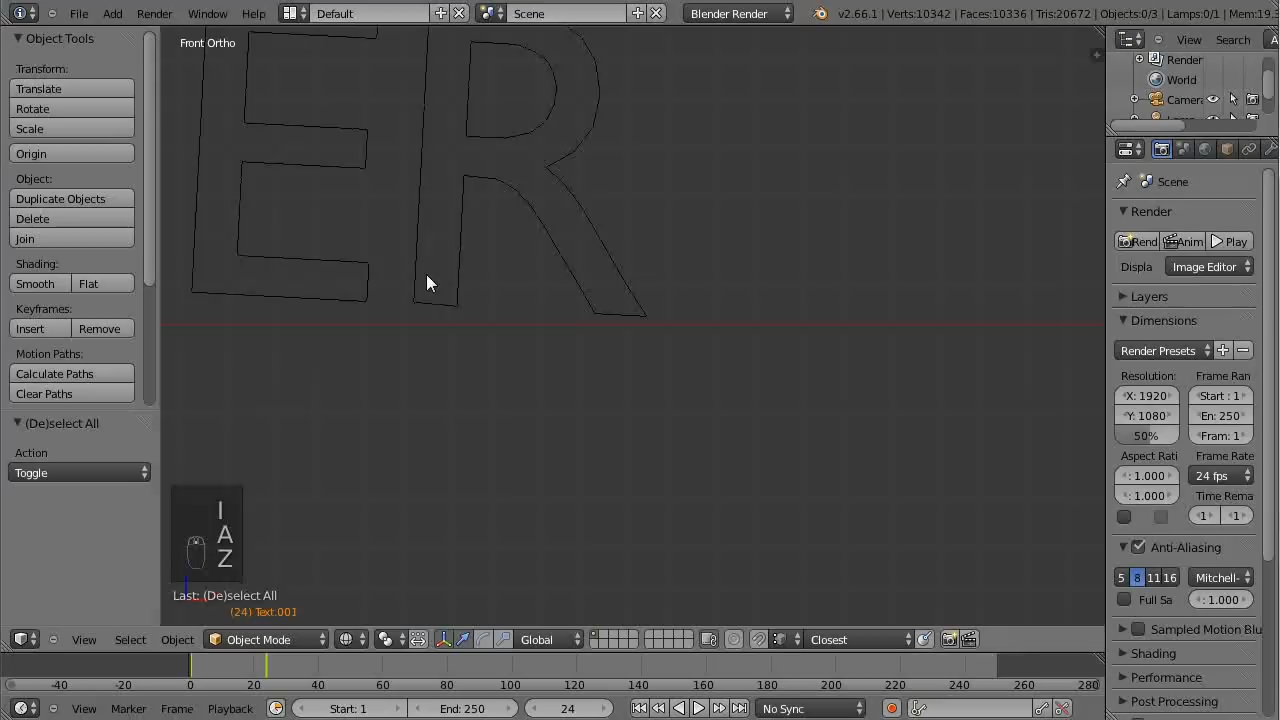 File Add Render Window Help Default Scene Blender Render v2.66.1 | Verts:10342 | Faces:10336 | Tris:20672 | Objects:0/3 | Lamps:0/1 | Mem:19.
Object Tools
Transform:
Translate
Rotate
Scale
Origin
Object:
Duplicate Objects
Delete
Join
Shading:
Smooth Flat
Keyframes:
Insert Remove
Motion Paths:
Calculate Paths
Clear Paths
(De)select All
Action
Toggle
Front Ortho
ER
I
A
Z
Last: (De)select All
(24) Text.001
View Select Object Object Mode Global Closest
View Search A
Render
World
Camera
Scene
Render
Rend Anim Play
Displa Image Editor
Layers
Dimensions
Render Presets
Resolution: Frame Ran
X: 1920 Start : 1
Y: 1080 En: 250
50% Fram: 1
Aspect Rati Frame Rate
: 1.000 24 fps
: 1.000 Time Rema
1 1
Anti-Aliasing
5 8 11 16 Mitchell-
Full Sa : 1.000
Sampled Motion Blu
Shading
Performance
Post Processing
-40 -20 0 20 40 60 80 100 120 140 160 180 200 220 240 260 280
View Marker Frame Playback Start: 1 End: 250 24 No Sync